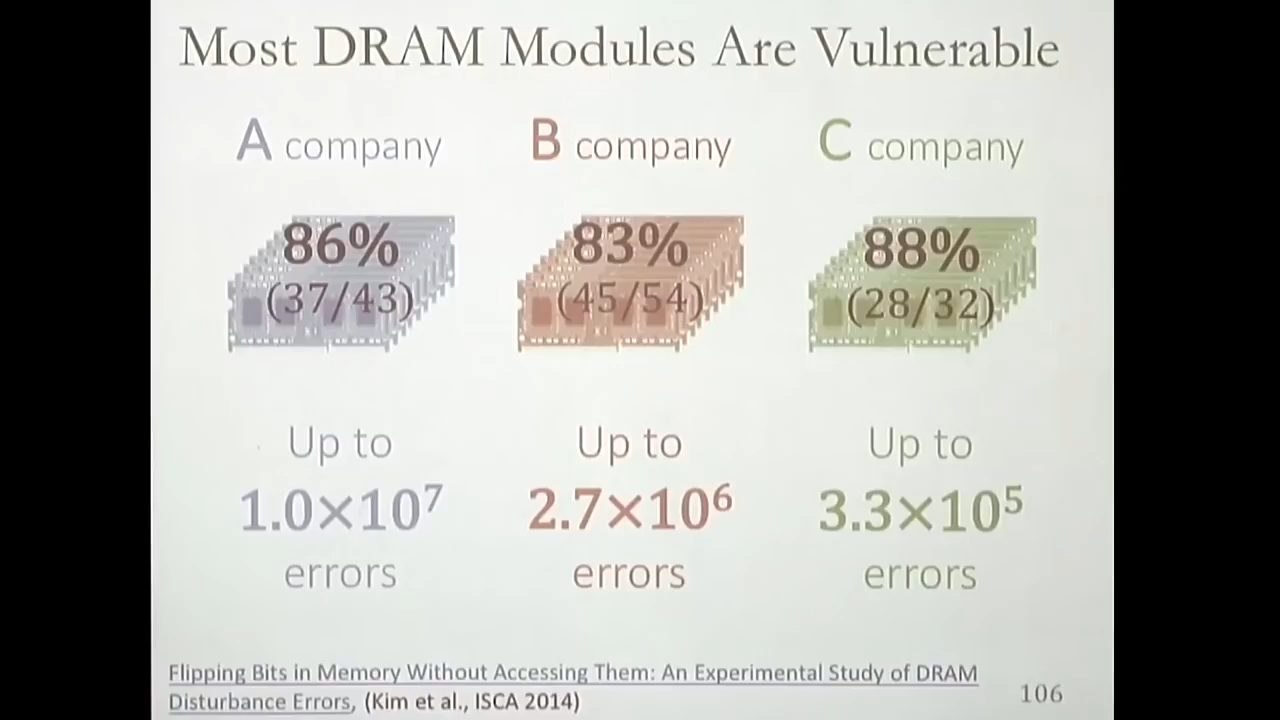 Most DRAM Modules Are Vulnerable
A company
B company
C company
86%
(37/43)
83%
(45/54)
88%
(28/32)
Up to
1.0×10⁷
errors
Up to
2.7×10⁶
errors
Up to
3.3×10⁵
errors
Flipping Bits in Memory Without Accessing Them: An Experimental Study of DRAM
Disturbance Errors, (Kim et al., ISCA 2014)
106